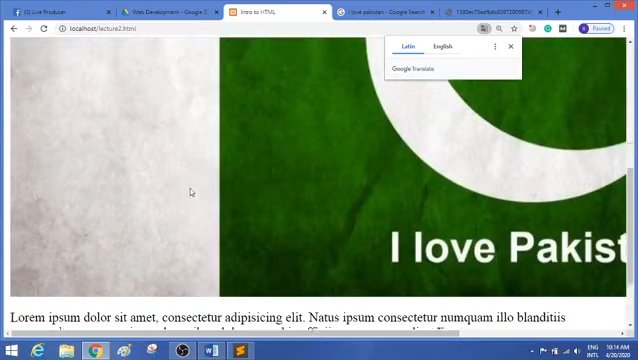 (3) Live Producer
Web Development - Google D
Intro to HTML
I love pakistan. - Google Search
localhost/lecture2.html
Paused
Latin
English
Google Translate
I love Pakist
Lorem ipsum dolor sit amet, consectetur adipisicing elit. Natus ipsum consectetur numquam illo blanditiis
ENG
INTL
10:14 AM
4/20/2020